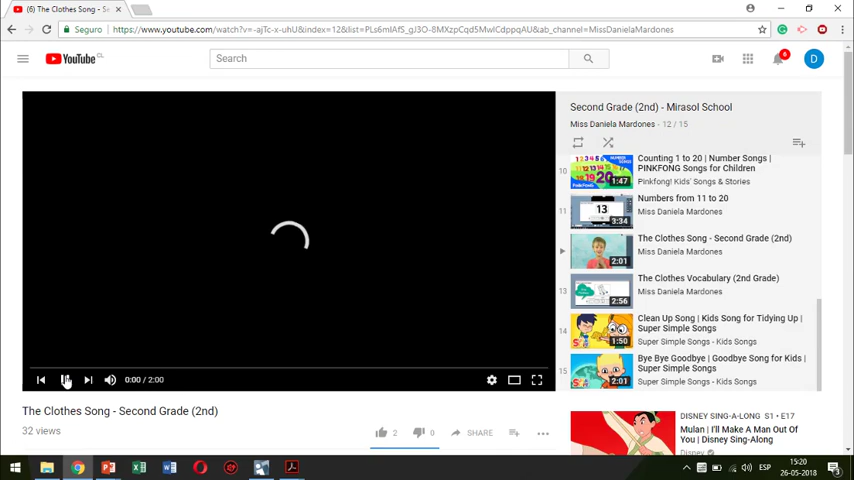 (6) The Clothes Song - Se
Seguro
https://www.youtube.com/watch?v=-ajTc-x-uhU&index=12&list=PLs6mIAfS_gJ3O-8MXzpCqd5MwlCdppqAU&ab_channel=MissDanielaMardones
YouTube CL
Search
6
D
0:00 / 2:00
The Clothes Song - Second Grade (2nd)
32 views
2
0
SHARE
Second Grade (2nd) - Mirasol School
Miss Daniela Mardones - 12 / 15
10
1:47
Counting 1 to 20 | Number Songs |
PINKFONG Songs for Children
Pinkfong! Kids' Songs & Stories
11
13
3:34
Numbers from 11 to 20
Miss Daniela Mardones
2:01
The Clothes Song - Second Grade (2nd)
Miss Daniela Mardones
13
2:56
The Clothes Vocabulary (2nd Grade)
Miss Daniela Mardones
14
1:50
Clean Up Song | Kids Song for Tidying Up |
Super Simple Songs
Super Simple Songs - Kids Songs
15
2:01
Bye Bye Goodbye | Goodbye Song for Kids |
Super Simple Songs
Super Simple Songs - Kids Songs
DISNEY SING-A-LONG S1 • E17
Mulan | I'll Make A Man Out Of
You | Disney Sing-Along
Disney
ESP
15:20
26-05-2018
3